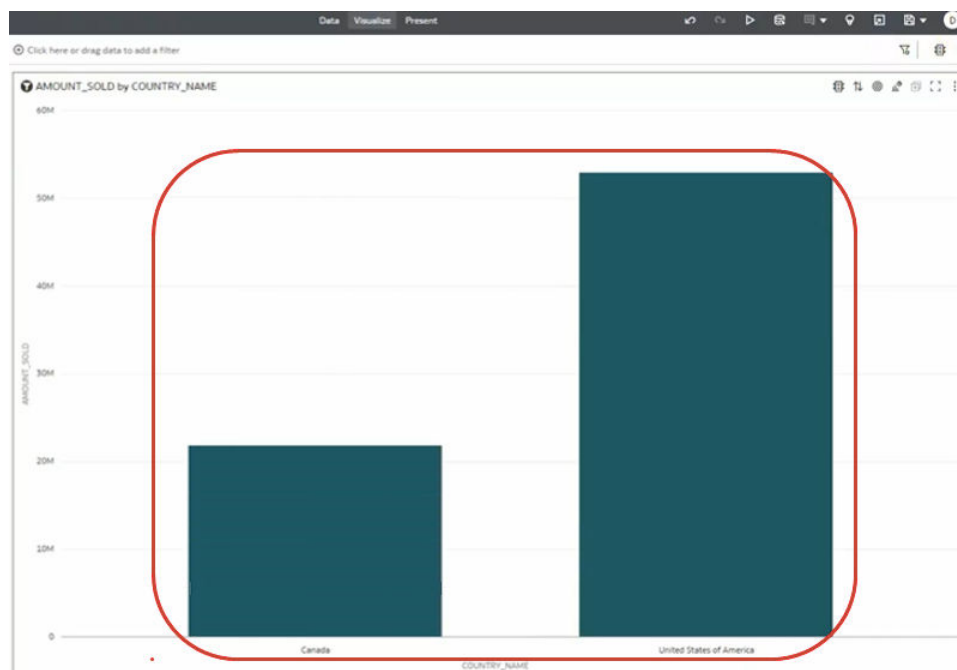 Data Visualize Present
D
Click here or drag data to add a filter
AMOUNT_SOLD by COUNTRY_NAME
60M
50M
40M
30M
20M
10M
0
AMOUNT_SOLD
Canada United States of America
COUNTRY_NAME